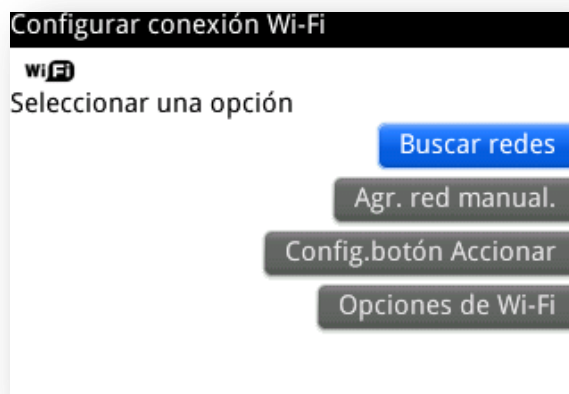 Configurar conexión Wi-Fi
WiFi
Seleccionar una opción
Buscar redes
Agr. red manual.
Config.botón Accionar
Opciones de Wi-Fi